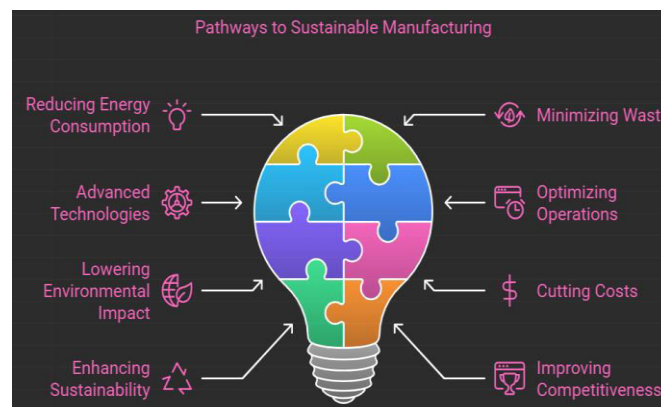 Pathways to Sustainable Manufacturing
Reducing Energy
Consumption
Minimizing Wast
Advanced
Technologies
Optimizing
Operations
Lowering
Environmental
Impact
Cutting Costs
Enhancing
Sustainability
Improving
Competitiveness